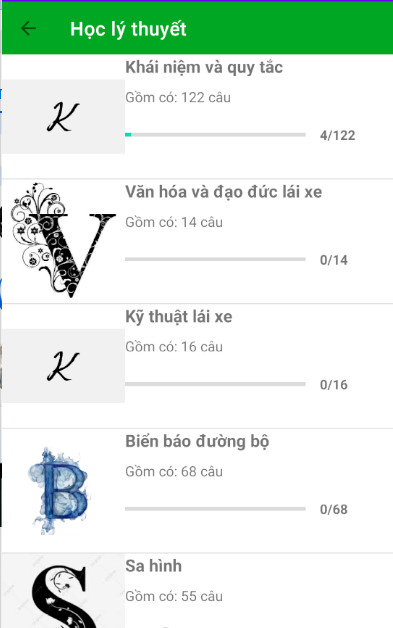 Học lý thuyết
Khái niệm và quy tắc
Gồm có: 122 câu
K
4/122
Văn hóa và đạo đức lái xe
Gồm có: 14 câu
V
0/14
Kỹ thuật lái xe
Gồm có: 16 câu
K
0/16
Biển báo đường bộ
Gồm có: 68 câu
B
0/68
Sa hình
Gồm có: 55 câu
S